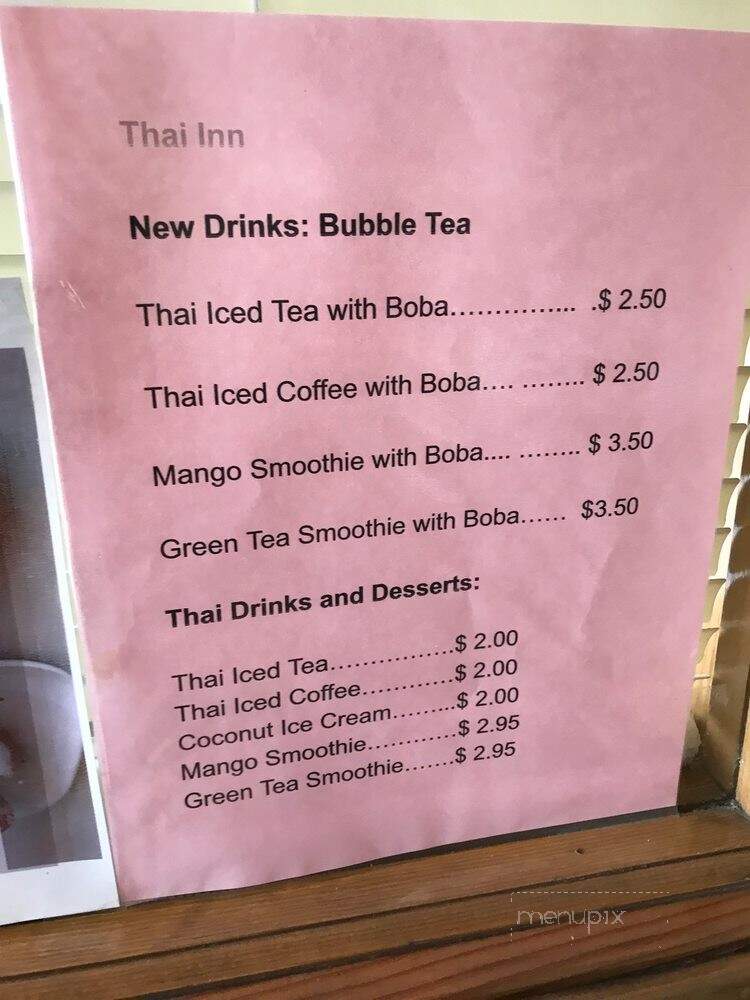 Thai Inn
New Drinks: Bubble Tea
Thai Iced Tea with Boba............... .$ 2.50
Thai Iced Coffee with Boba.... ........ $ 2.50
Mango Smoothie with Boba.... ........ $ 3.50
Green Tea Smoothie with Boba...... $3.50
Thai Drinks and Desserts:
Thai Iced Tea................$ 2.00
Thai Iced Coffee............$ 2.00
Coconut Ice Cream.........$ 2.00
Mango Smoothie............$ 2.95
Green Tea Smoothie.......$ 2.95
menupix